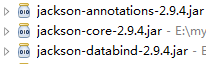 jackson-annotations-2.9.4.jar
jackson-core-2.9.4.jar - E:\my
jackson-databind-2.9.4.jar -